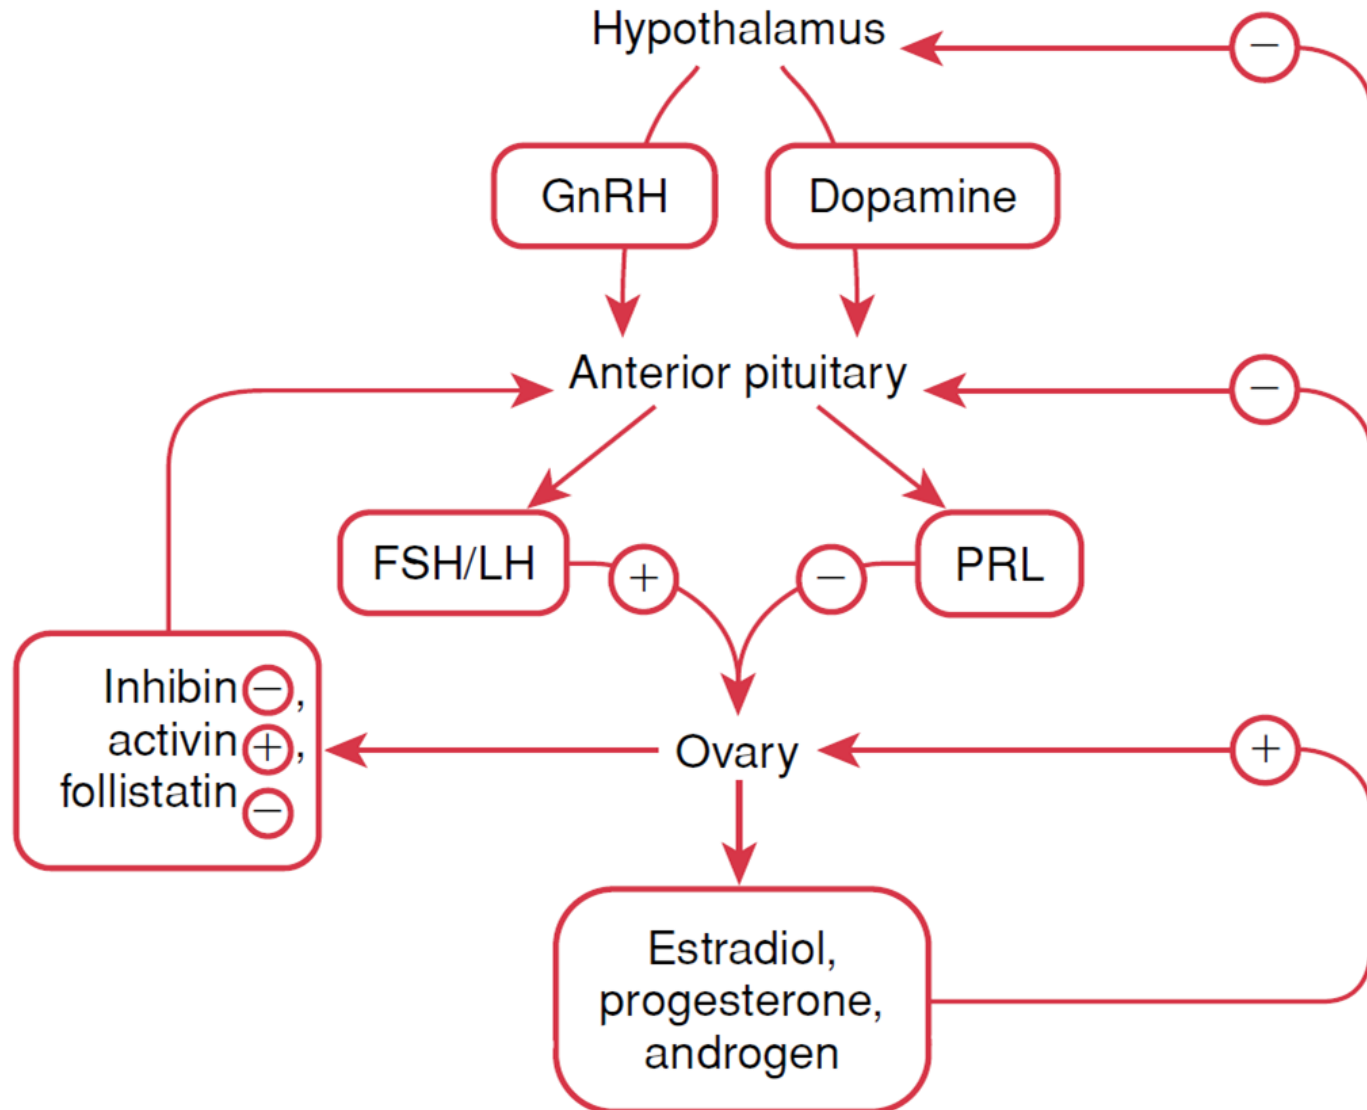 Hypothalamus
−
GnRH
Dopamine
Anterior pituitary
−
FSH/LH
+
−
PRL
Inhibin −,
activin +,
follistatin −
Ovary
+
Estradiol,
progesterone,
androgen